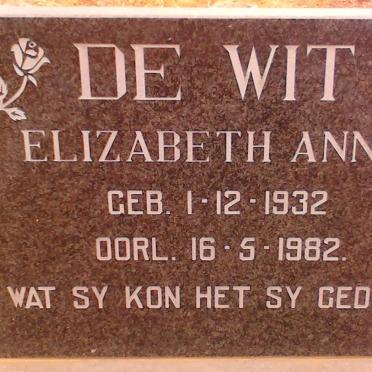 DE WIT
ELIZABETH ANN
GEB. 1-12-1932
OORL. 16-5-1982.
WAT SY KON HET SY GED